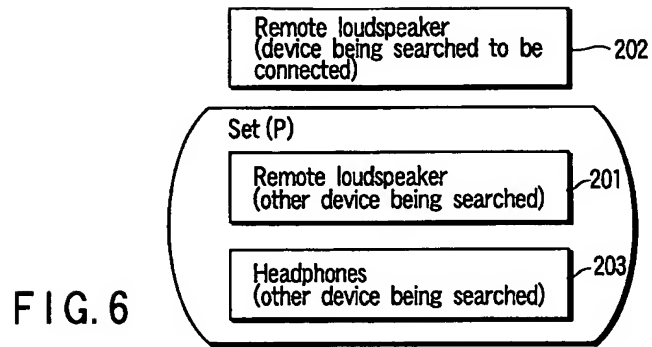 Remote loudspeaker
(device being searched to be
connected)
202
Set (P)
Remote loudspeaker
(other device being searched)
201
Headphones
(other device being searched)
203
FIG. 6